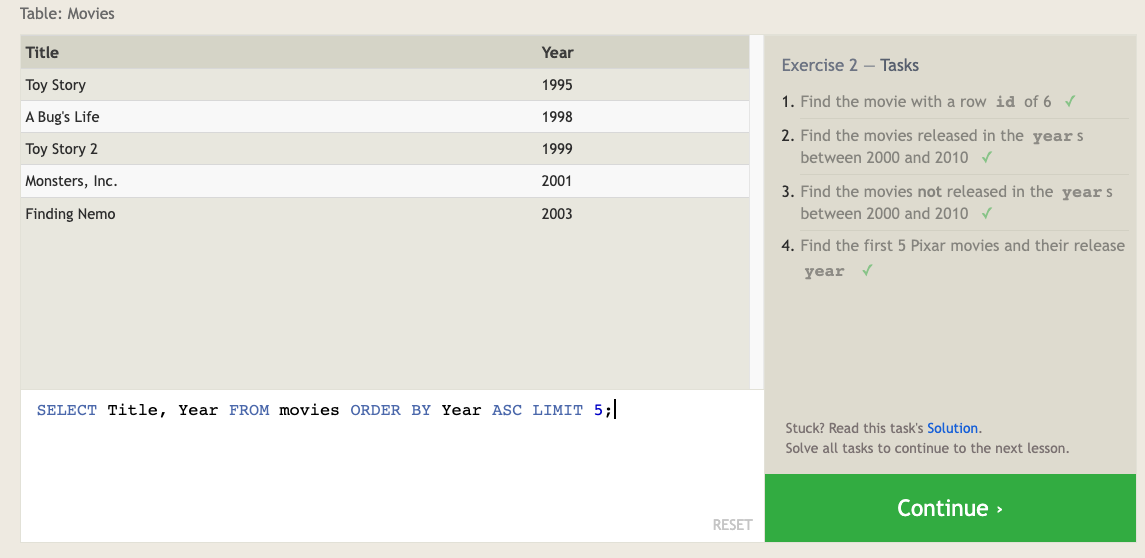 Table: Movies
Title Year
Toy Story 1995
A Bug's Life 1998
Toy Story 2 1999
Monsters, Inc. 2001
Finding Nemo 2003
SELECT Title, Year FROM movies ORDER BY Year ASC LIMIT 5;
RESET
Exercise 2 — Tasks
1. Find the movie with a row id of 6 ✓
2. Find the movies released in the years
between 2000 and 2010 ✓
3. Find the movies not released in the years
between 2000 and 2010 ✓
4. Find the first 5 Pixar movies and their release
year ✓
Stuck? Read this task's Solution.
Solve all tasks to continue to the next lesson.
Continue ›